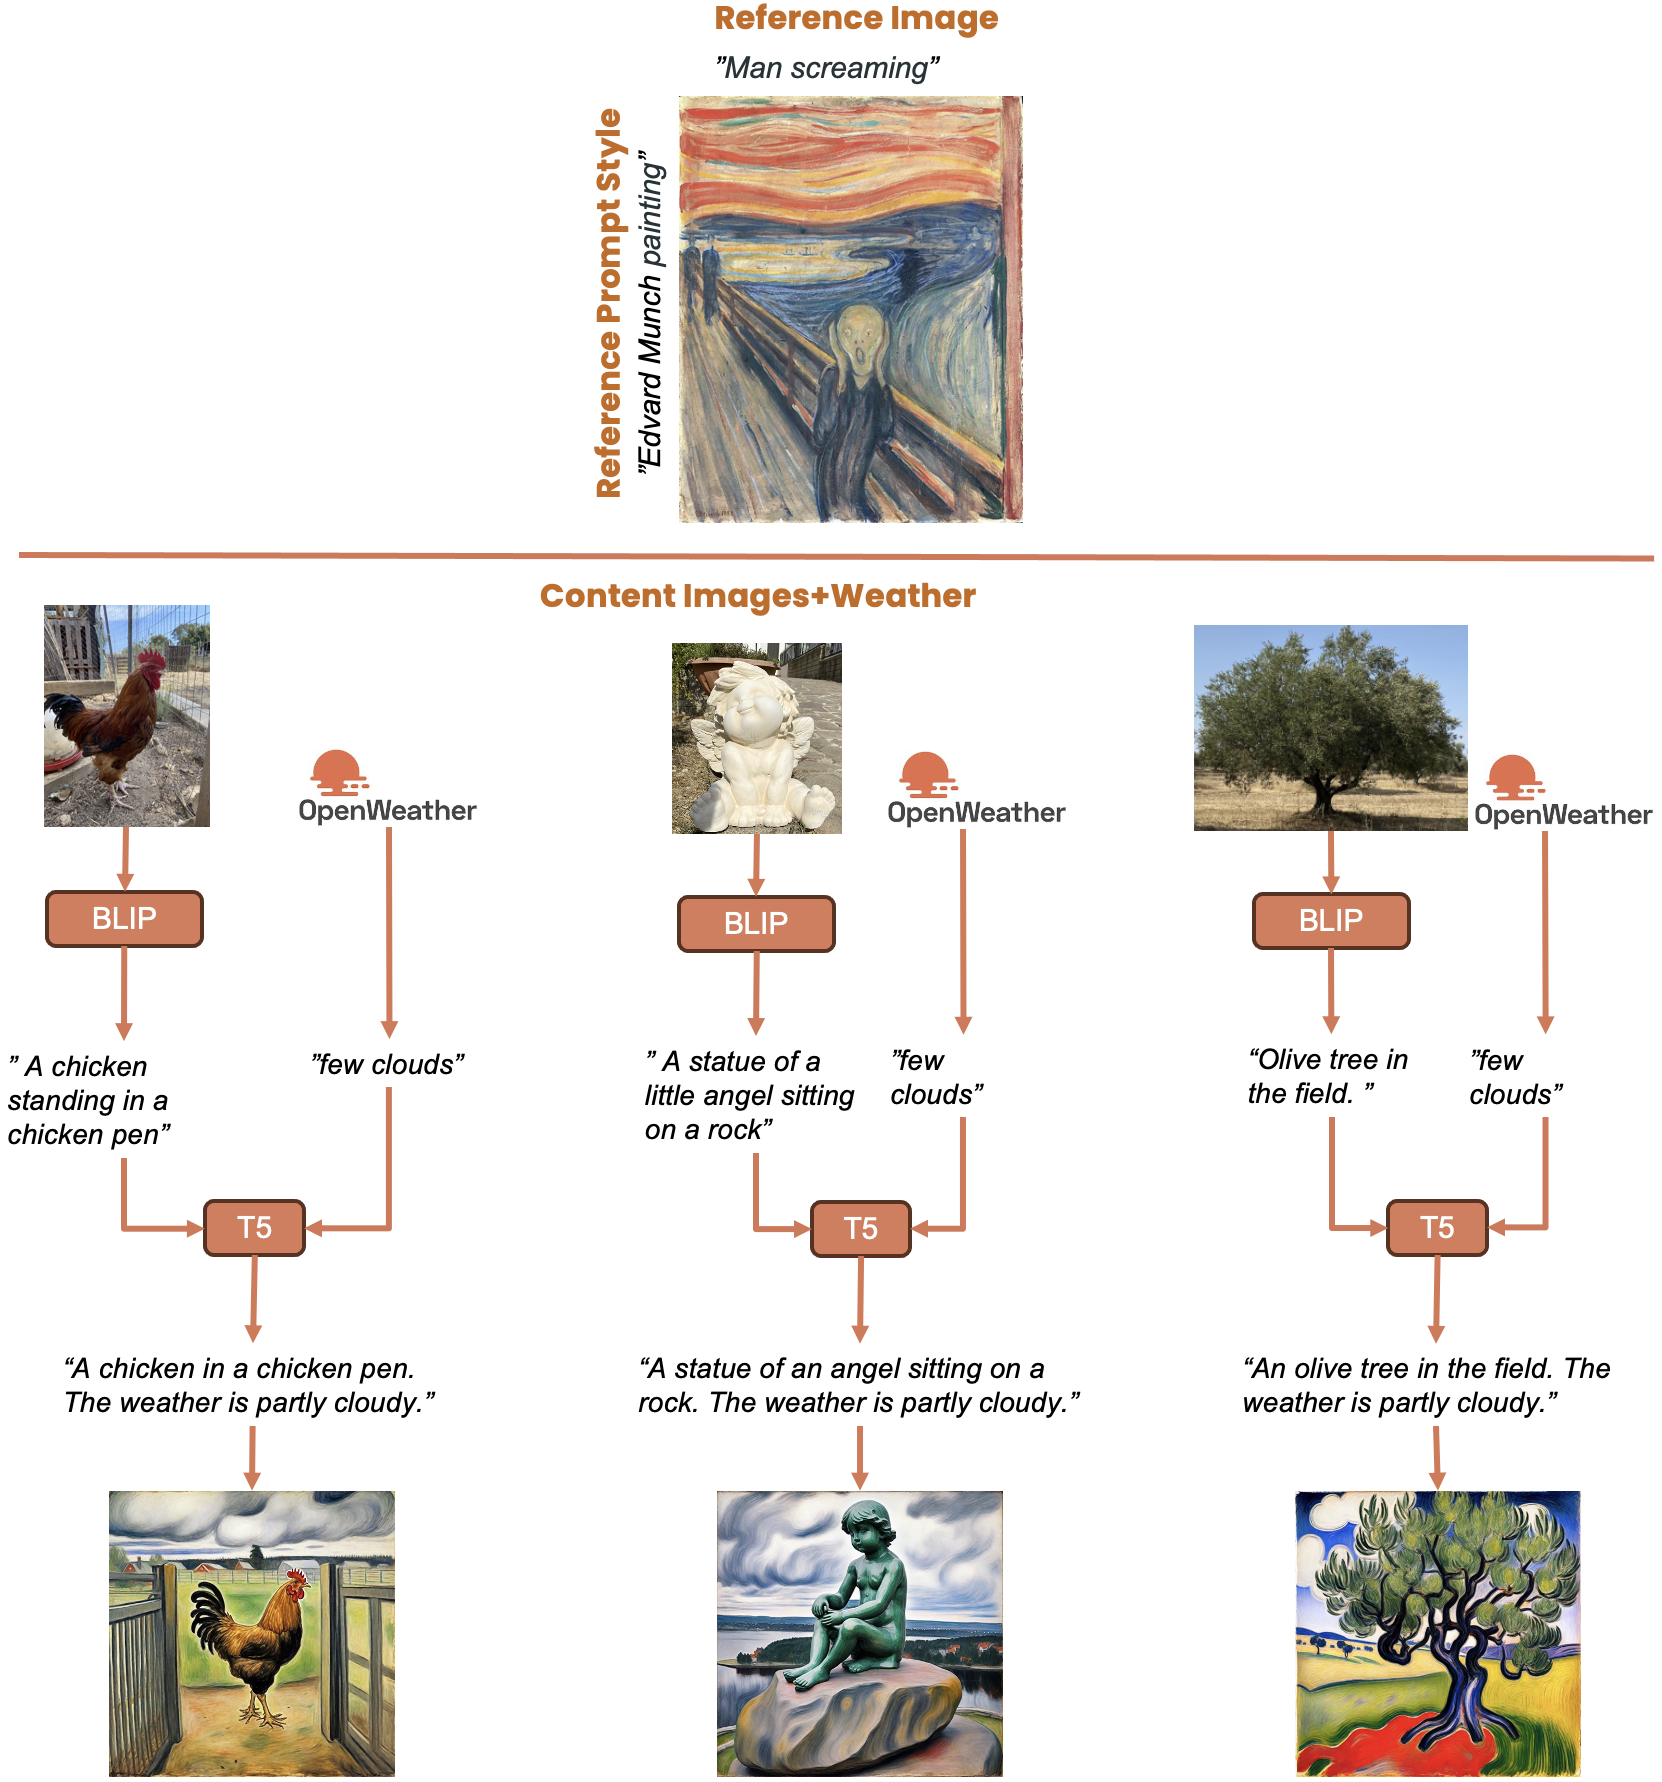 Reference Image
”Man screaming”
Reference Prompt Style
”Edvard Munch painting”
Content Images+Weather
OpenWeather
OpenWeather
OpenWeather
BLIP
BLIP
BLIP
” A chicken
standing in a
chicken pen”
”few clouds”
” A statue of a
little angel sitting
on a rock”
”few
clouds”
“Olive tree in
the field. ”
”few
clouds”
T5
T5
T5
“A chicken in a chicken pen.
The weather is partly cloudy.”
“A statue of an angel sitting on a
rock. The weather is partly cloudy.”
“An olive tree in the field. The
weather is partly cloudy.”